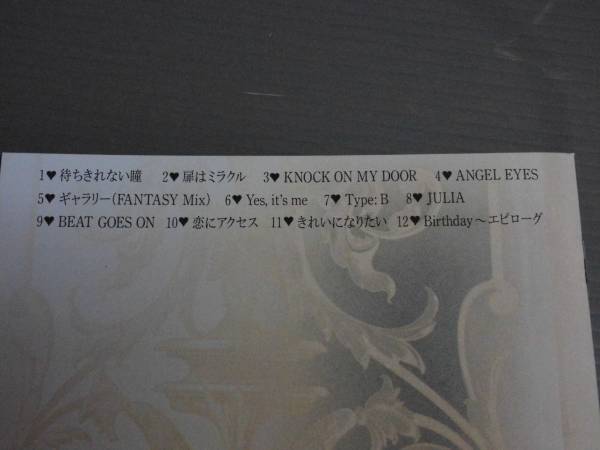 1♥待ちきれない瞳 2♥扉はミラクル 3♥KNOCK ON MY DOOR 4♥ANGEL EYES
5♥ギャラリー(FANTASY Mix) 6♥Yes, it's me 7♥Type: B 8♥JULIA
9♥BEAT GOES ON 10♥恋にアクセス 11♥きれいになりたい 12♥Birthday〜エピローグ